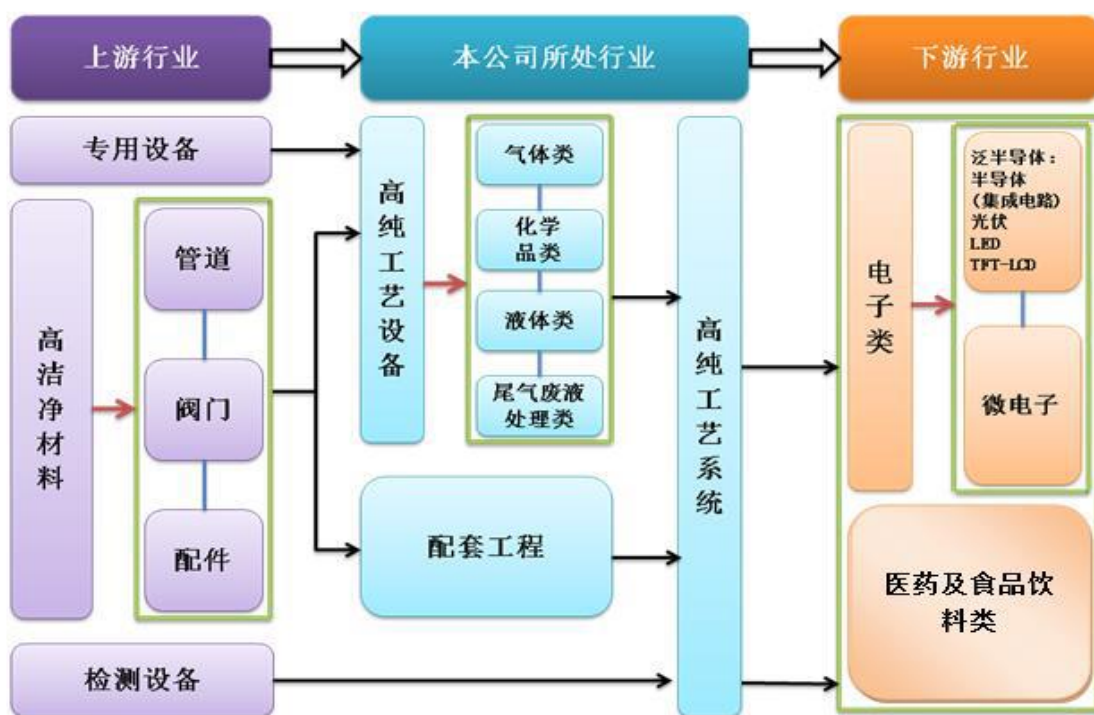 上游行业
本公司所处行业
下游行业
专用设备
高洁净材料
管道
阀门
配件
检测设备
高纯工艺设备
气体类
化学
品类
液体类
尾气废液
处理类
配套工程
高纯工艺系统
电子类
泛半导体：
半导体
(集成电路)
光伏
LED
TFT-LCD
微电子
医药及食品饮
料类